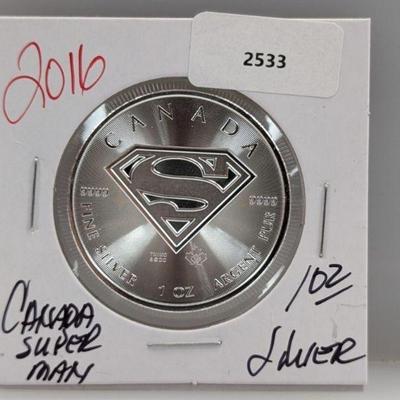 2533
2016
CANADA
9999 9999
FINE SILVER 1 OZ ARGENT PUR
CANADA
SUPER
MAN
1OZ
SILVER